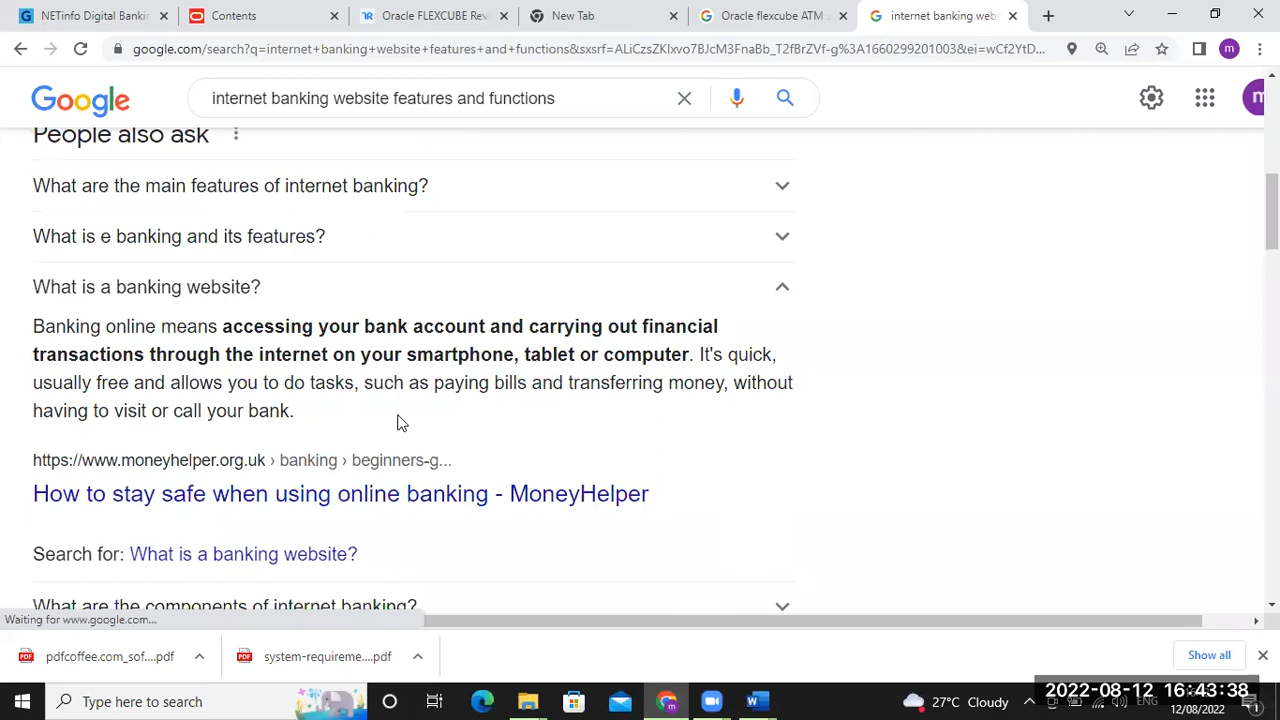 NETinfo Digital Bankin
Contents
Oracle FLEXCUBE Rev
New Tab
Oracle flexcube ATM s
internet banking webs
google.com/search?q=internet+banking+website+features+and+functions&sxsrf=ALiCzsZKlxvo7BJcM3FnaBb_T2fBrZVf-g%3A1660299201003&ei=wCf2YtD...
m
Google
internet banking website features and functions
m
People also ask
What are the main features of internet banking?
What is e banking and its features?
What is a banking website?
Banking online means accessing your bank account and carrying out financial
transactions through the internet on your smartphone, tablet or computer. It's quick,
usually free and allows you to do tasks, such as paying bills and transferring money, without
having to visit or call your bank.
https://www.moneyhelper.org.uk › banking › beginners-g...
How to stay safe when using online banking - MoneyHelper
Search for: What is a banking website?
What are the components of internet banking?
Waiting for www.google.com...
pdfcoffee.com_sof....pdf
system-requireme....pdf
Show all
Type here to search
27°C Cloudy
ENG
2022-08-12 16:43:38
12/08/2022